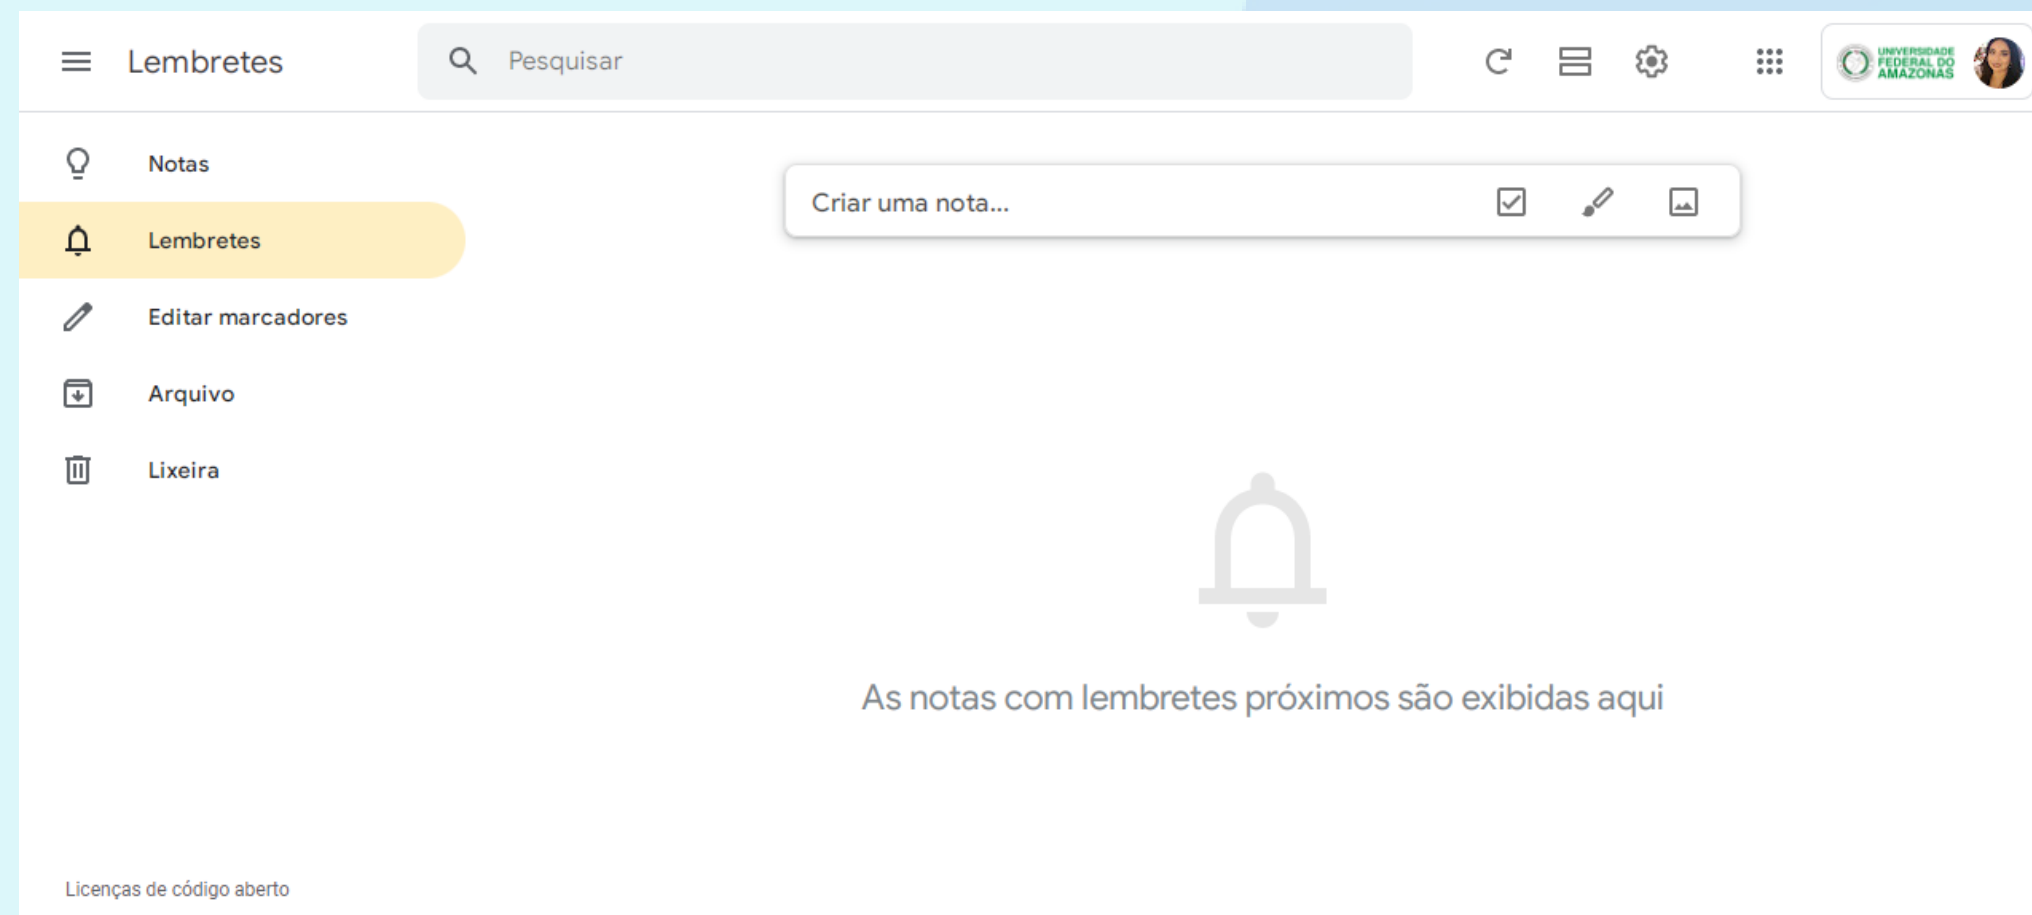 Lembretes
Pesquisar
UNIVERSIDADE
FEDERAL DO
AMAZONAS
Notas
Criar uma nota...
Lembretes
Editar marcadores
Arquivo
Lixeira
As notas com lembretes próximos são exibidas aqui
Licenças de código aberto